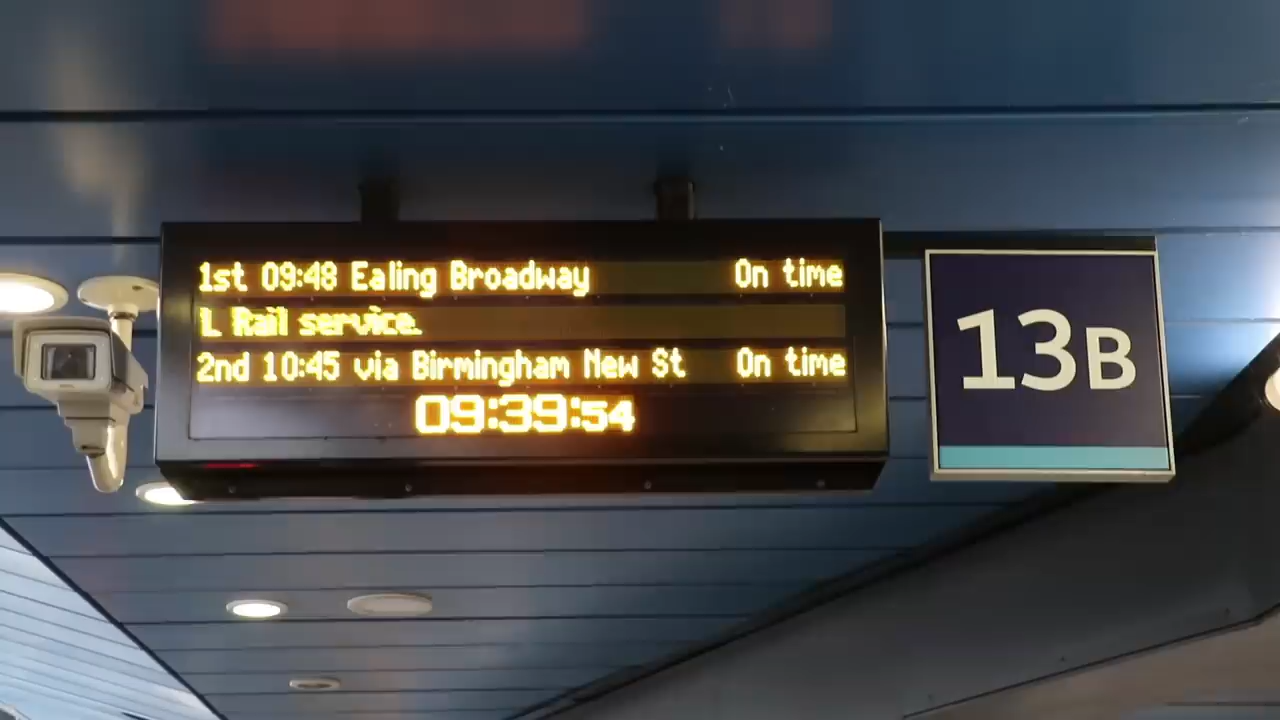 1st 09:48 Ealing Broadway On time
L Rail service.
2nd 10:45 via Birmingham New St On time
09:39:54
13B